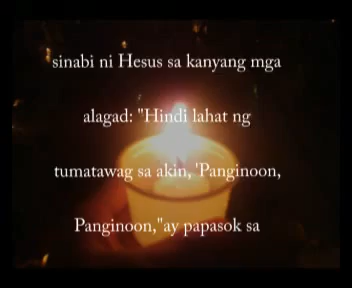 sinabi ni Hesus sa kanyang mga
alagad: "Hindi lahat ng
tumatawag sa akin, 'Panginoon,
Panginoon,"ay papasok sa